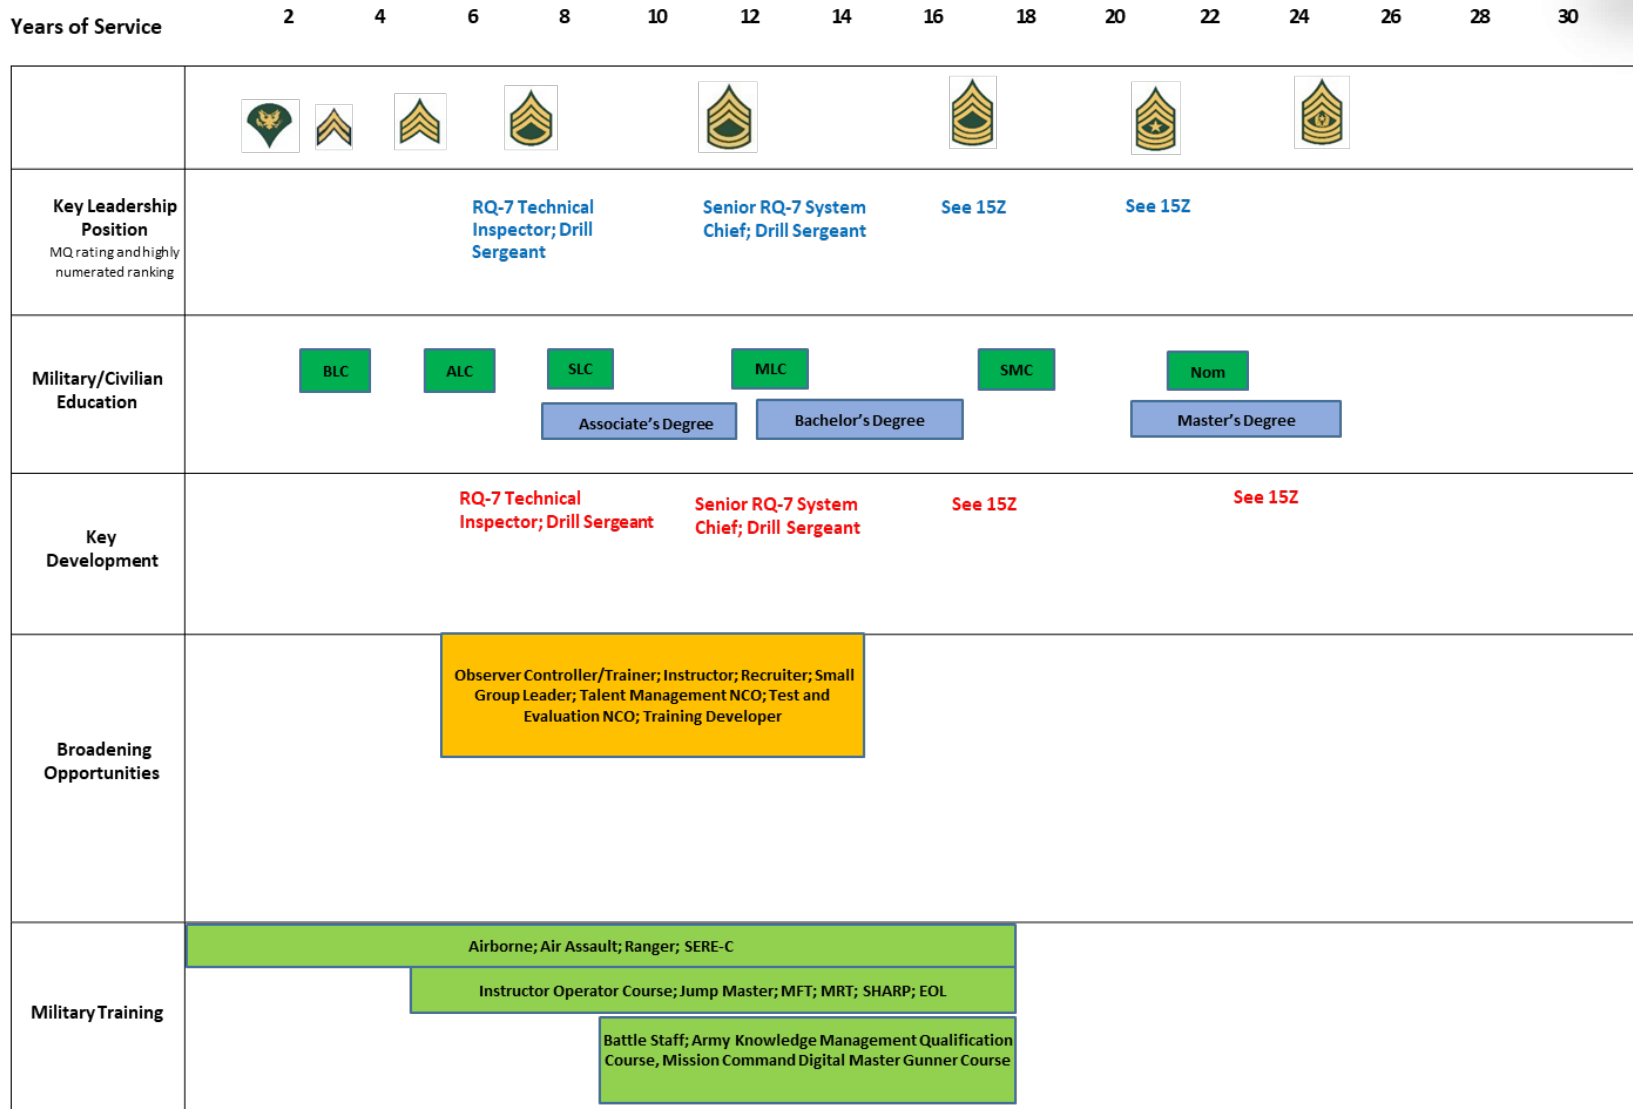 Years of Service 2 4 6 8 10 12 14 16 18 20 22 24 26 28 30
Key Leadership
Position
MQ rating and highly
numerated ranking
RQ-7 Technical
Inspector; Drill
Sergeant
Senior RQ-7 System
Chief; Drill Sergeant
See 15Z
See 15Z
Military/Civilian
Education
BLC
ALC
SLC
MLC
SMC
Nom
Associate's Degree
Bachelor's Degree
Master's Degree
Key
Development
RQ-7 Technical
Inspector; Drill Sergeant
Senior RQ-7 System
Chief; Drill Sergeant
See 15Z
See 15Z
Broadening
Opportunities
Observer Controller/Trainer; Instructor; Recruiter; Small
Group Leader; Talent Management NCO; Test and
Evaluation NCO; Training Developer
Military Training
Airborne; Air Assault; Ranger; SERE-C
Instructor Operator Course; Jump Master; MFT; MRT; SHARP; EOL
Battle Staff; Army Knowledge Management Qualification
Course, Mission Command Digital Master Gunner Course